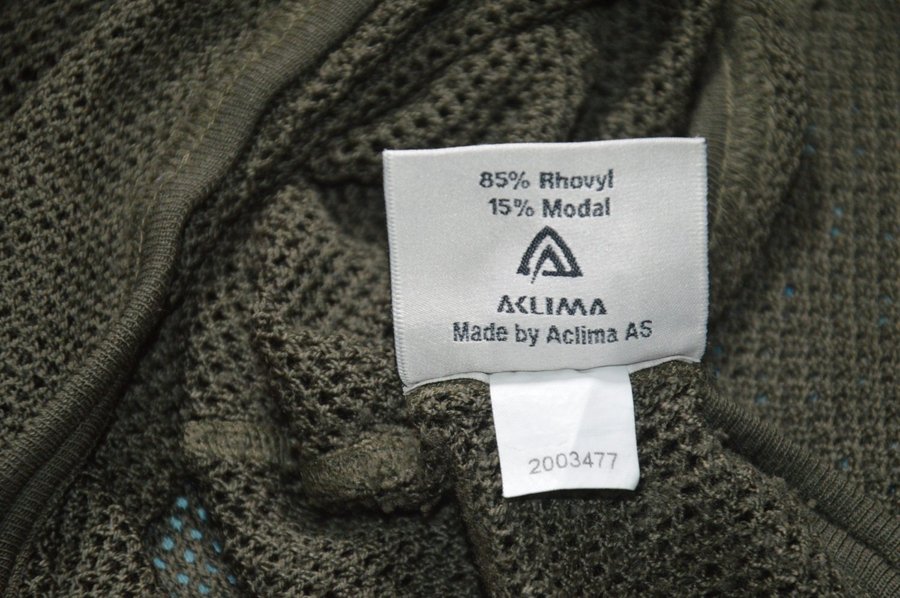 85% Rhovyl
15% Modal
ACLIMA
Made by Aclima AS
2003477